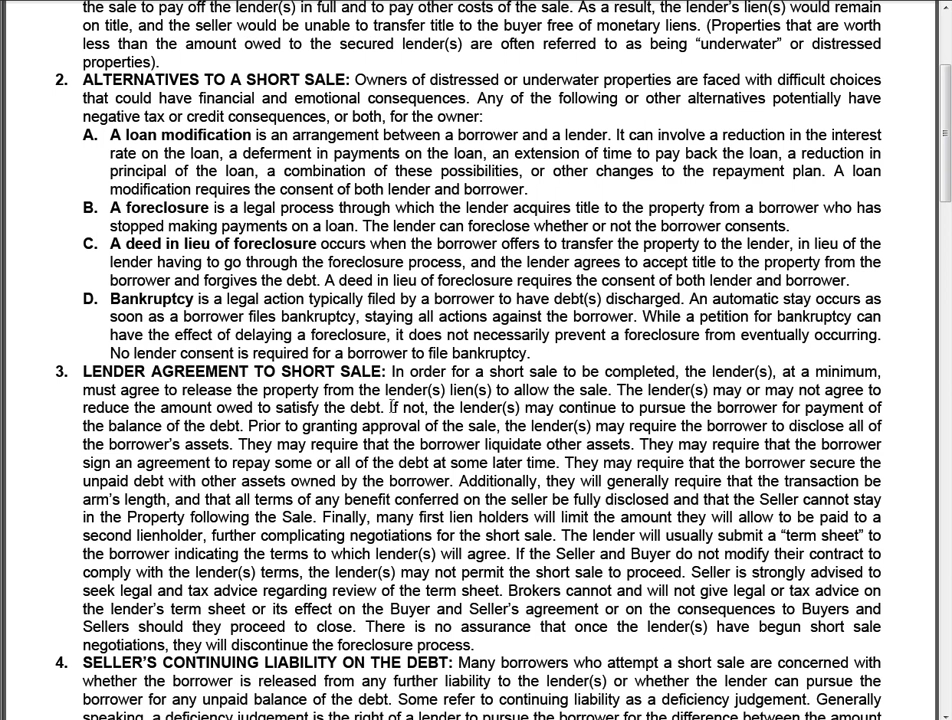 the sale to pay off the lender(s) in full and to pay other costs of the sale. As a result, the lender's lien(s) would remain
on title, and the seller would be unable to transfer title to the buyer free of monetary liens. (Properties that are worth
less than the amount owed to the secured lender(s) are often referred to as being “underwater” or distressed
properties).
2. ALTERNATIVES TO A SHORT SALE: Owners of distressed or underwater properties are faced with difficult choices
that could have financial and emotional consequences. Any of the following or other alternatives potentially have
negative tax or credit consequences, or both, for the owner:
A. A loan modification is an arrangement between a borrower and a lender. It can involve a reduction in the interest
rate on the loan, a deferment in payments on the loan, an extension of time to pay back the loan, a reduction in
principal of the loan, a combination of these possibilities, or other changes to the repayment plan. A loan
modification requires the consent of both lender and borrower.
B. A foreclosure is a legal process through which the lender acquires title to the property from a borrower who has
stopped making payments on a loan. The lender can foreclose whether or not the borrower consents.
C. A deed in lieu of foreclosure occurs when the borrower offers to transfer the property to the lender, in lieu of the
lender having to go through the foreclosure process, and the lender agrees to accept title to the property from the
borrower and forgives the debt. A deed in lieu of foreclosure requires the consent of both lender and borrower.
D. Bankruptcy is a legal action typically filed by a borrower to have debt(s) discharged. An automatic stay occurs as
soon as a borrower files bankruptcy, staying all actions against the borrower. While a petition for bankruptcy can
have the effect of delaying a foreclosure, it does not necessarily prevent a foreclosure from eventually occurring.
No lender consent is required for a borrower to file bankruptcy.
3. LENDER AGREEMENT TO SHORT SALE: In order for a short sale to be completed, the lender(s), at a minimum,
must agree to release the property from the lender(s) lien(s) to allow the sale. The lender(s) may or may not agree to
reduce the amount owed to satisfy the debt. If not, the lender(s) may continue to pursue the borrower for payment of
the balance of the debt. Prior to granting approval of the sale, the lender(s) may require the borrower to disclose all of
the borrower's assets. They may require that the borrower liquidate other assets. They may require that the borrower
sign an agreement to repay some or all of the debt at some later time. They may require that the borrower secure the
unpaid debt with other assets owned by the borrower. Additionally, they will generally require that the transaction be
arm's length, and that all terms of any benefit conferred on the seller be fully disclosed and that the Seller cannot stay
in the Property following the Sale. Finally, many first lien holders will limit the amount they will allow to be paid to a
second lienholder, further complicating negotiations for the short sale. The lender will usually submit a “term sheet” to
the borrower indicating the terms to which lender(s) will agree. If the Seller and Buyer do not modify their contract to
comply with the lender(s) terms, the lender(s) may not permit the short sale to proceed. Seller is strongly advised to
seek legal and tax advice regarding review of the term sheet. Brokers cannot and will not give legal or tax advice on
the lender's term sheet or its effect on the Buyer and Seller's agreement or on the consequences to Buyers and
Sellers should they proceed to close. There is no assurance that once the lender(s) have begun short sale
negotiations, they will discontinue the foreclosure process.
4. SELLER'S CONTINUING LIABILITY ON THE DEBT: Many borrowers who attempt a short sale are concerned with
whether the borrower is released from any further liability to the lender(s) or whether the lender can pursue the
borrower for any unpaid balance of the debt. Some refer to continuing liability as a deficiency judgement. Generally
speaking, a deficiency judgement is the right of a lender to pursue the borrower for the difference between the amount